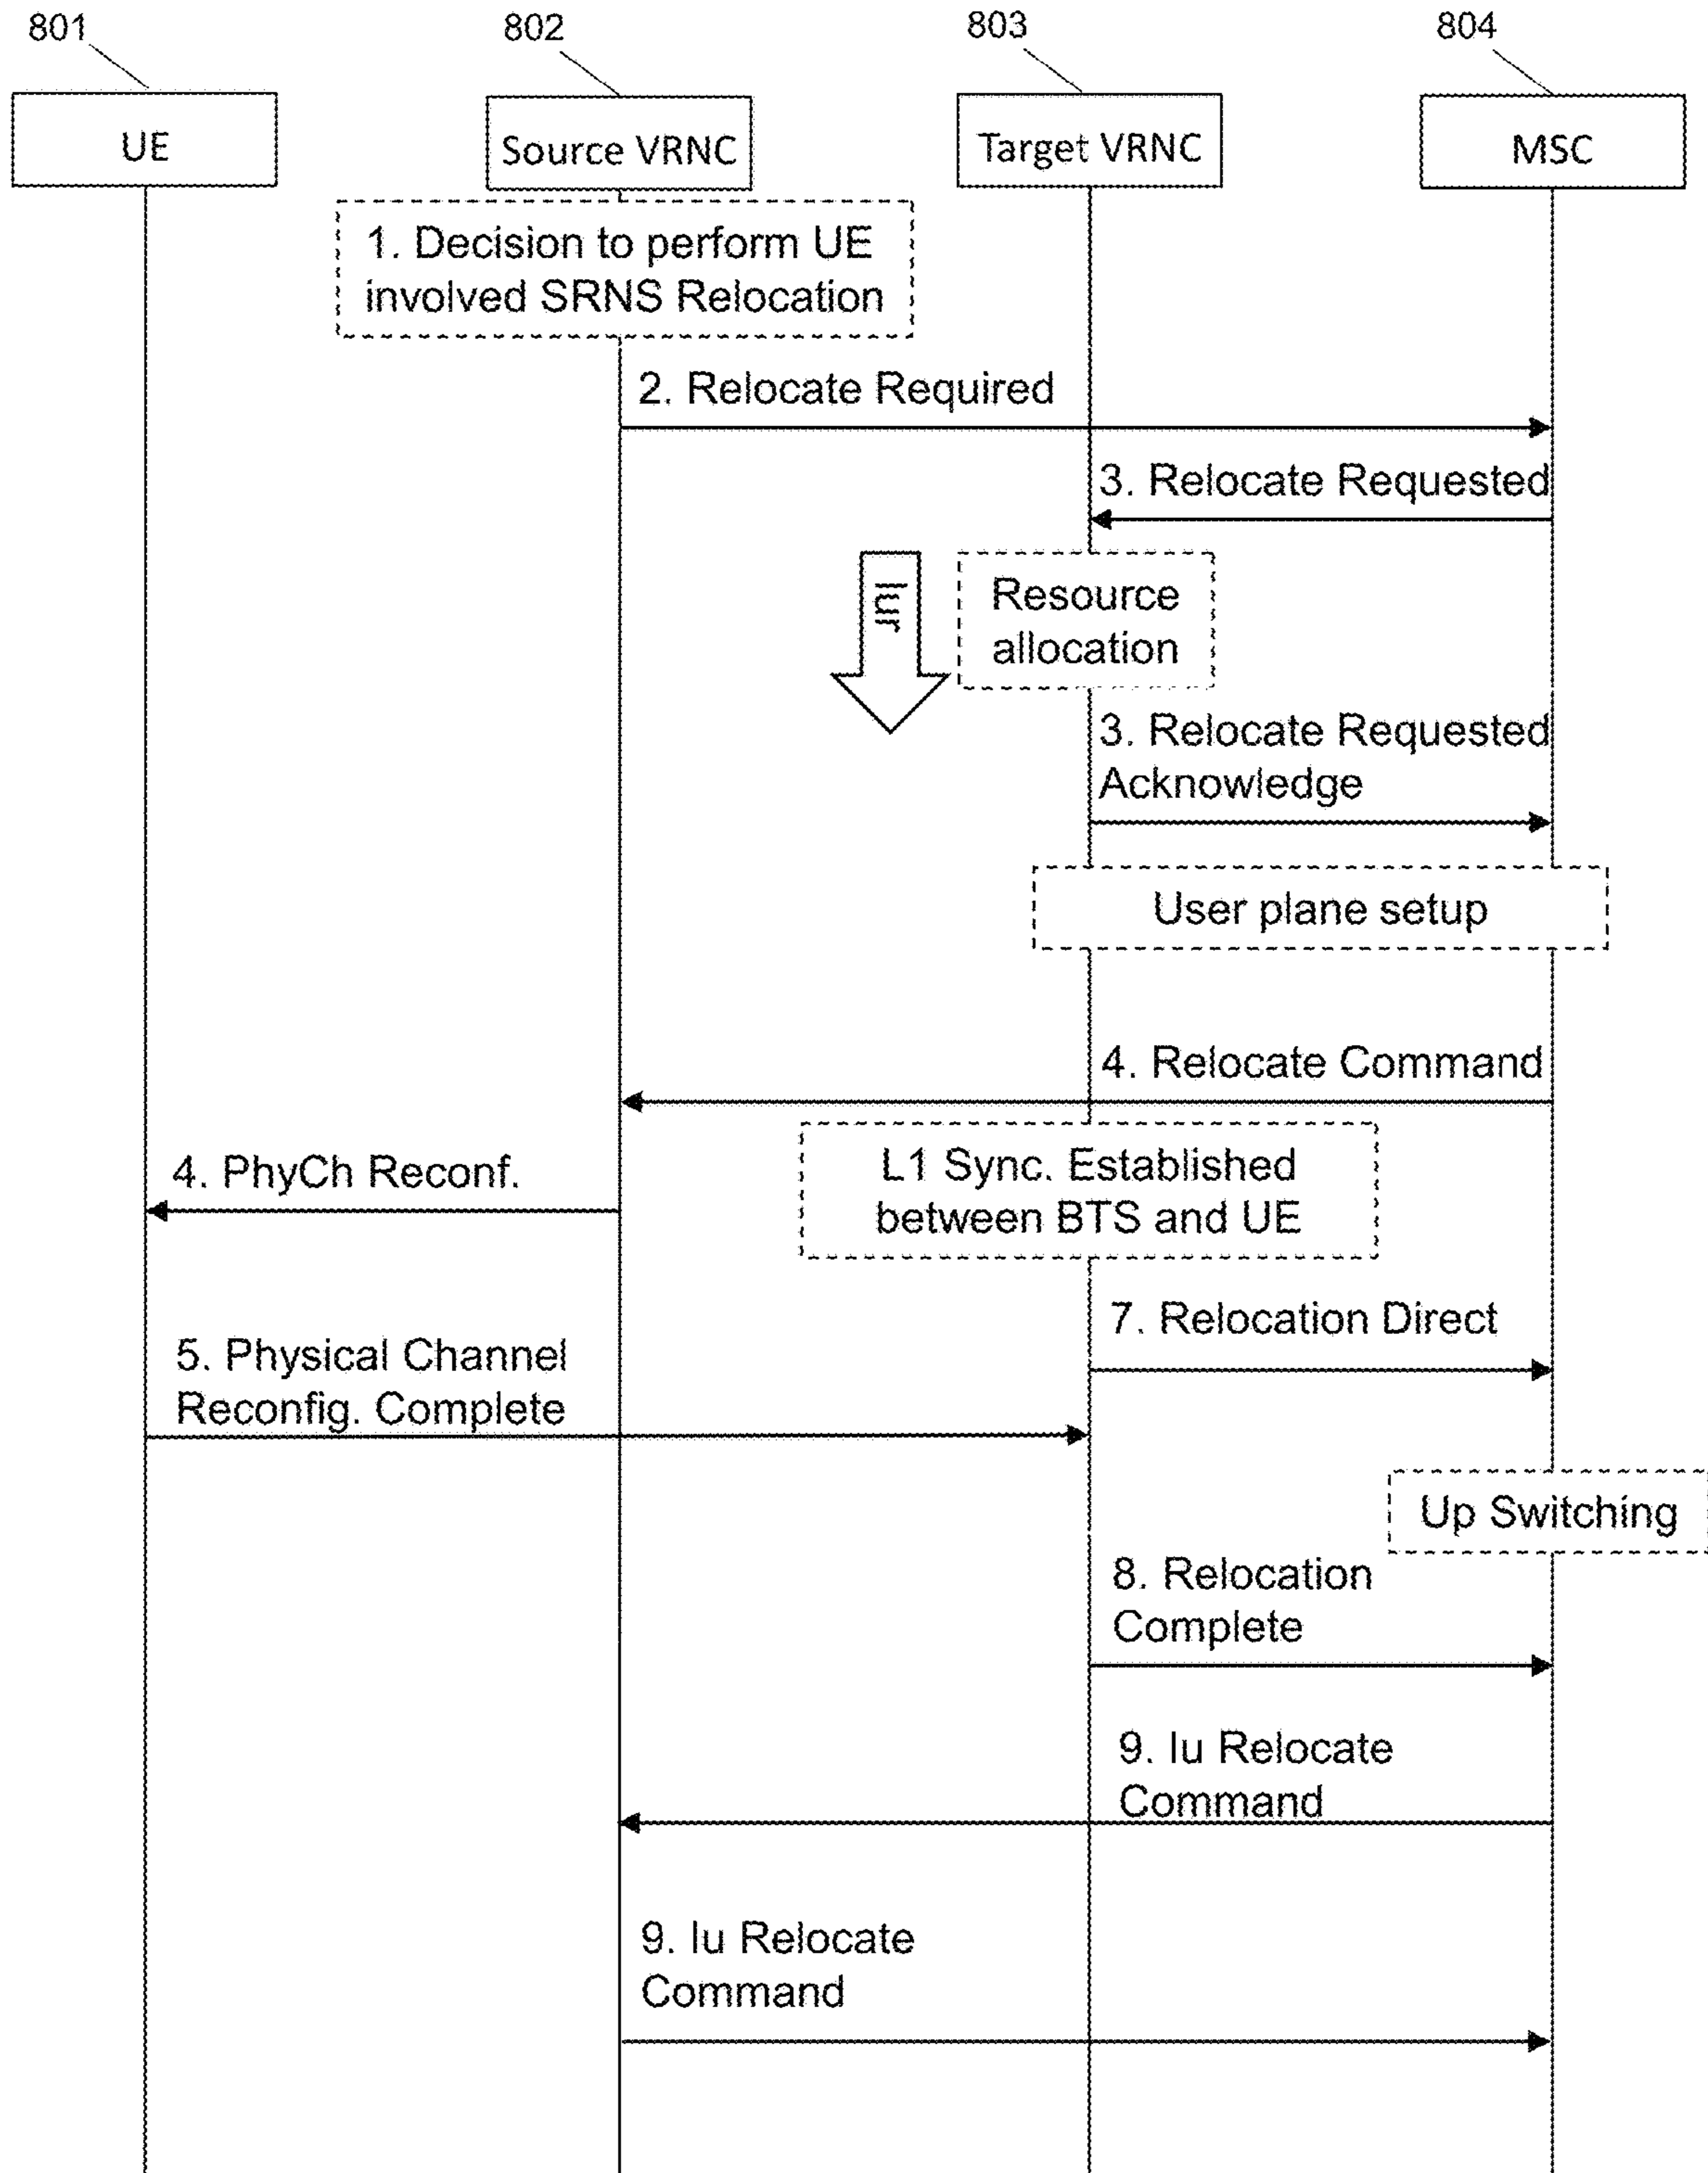 801
802
803
804
UE
Source VRNC
Target VRNC
MSC
1. Decision to perform UE
involved SRNS Relocation
2. Relocate Required
3. Relocate Requested
Iur
Resource
allocation
3. Relocate Requested
Acknowledge
User plane setup
4. Relocate Command
4. PhyCh Reconf.
L1 Sync. Established
between BTS and UE
7. Relocation Direct
5. Physical Channel
Reconfig. Complete
Up Switching
8. Relocation
Complete
9. Iu Relocate
Command
9. Iu Relocate
Command